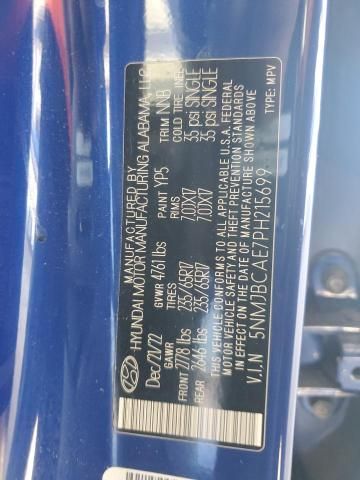 MANUFACTURED BY
HYUNDAI MOTOR MANUFACTURING ALABAMA, LLC
Dec/21/22 GVWR 4761 lbs PAINT YP5 TRIM NNB
GAWR TIRES RIMS COLD TIRE INFL
FRONT 2778 lbs 235/65R17 7.0JX17 35 psi SINGLE
REAR 2646 lbs 235/65R17 7.0JX17 35 psi SINGLE
THIS VEHICLE CONFORMS TO ALL APPLICABLE U.S.A. FEDERAL
MOTOR VEHICLE SAFETY AND THEFT PREVENTION STANDARDS
IN EFFECT ON THE DATE OF MANUFACTURE SHOWN ABOVE
V.I.N 5NMJBCAE7PH215699 TYPE: MPV